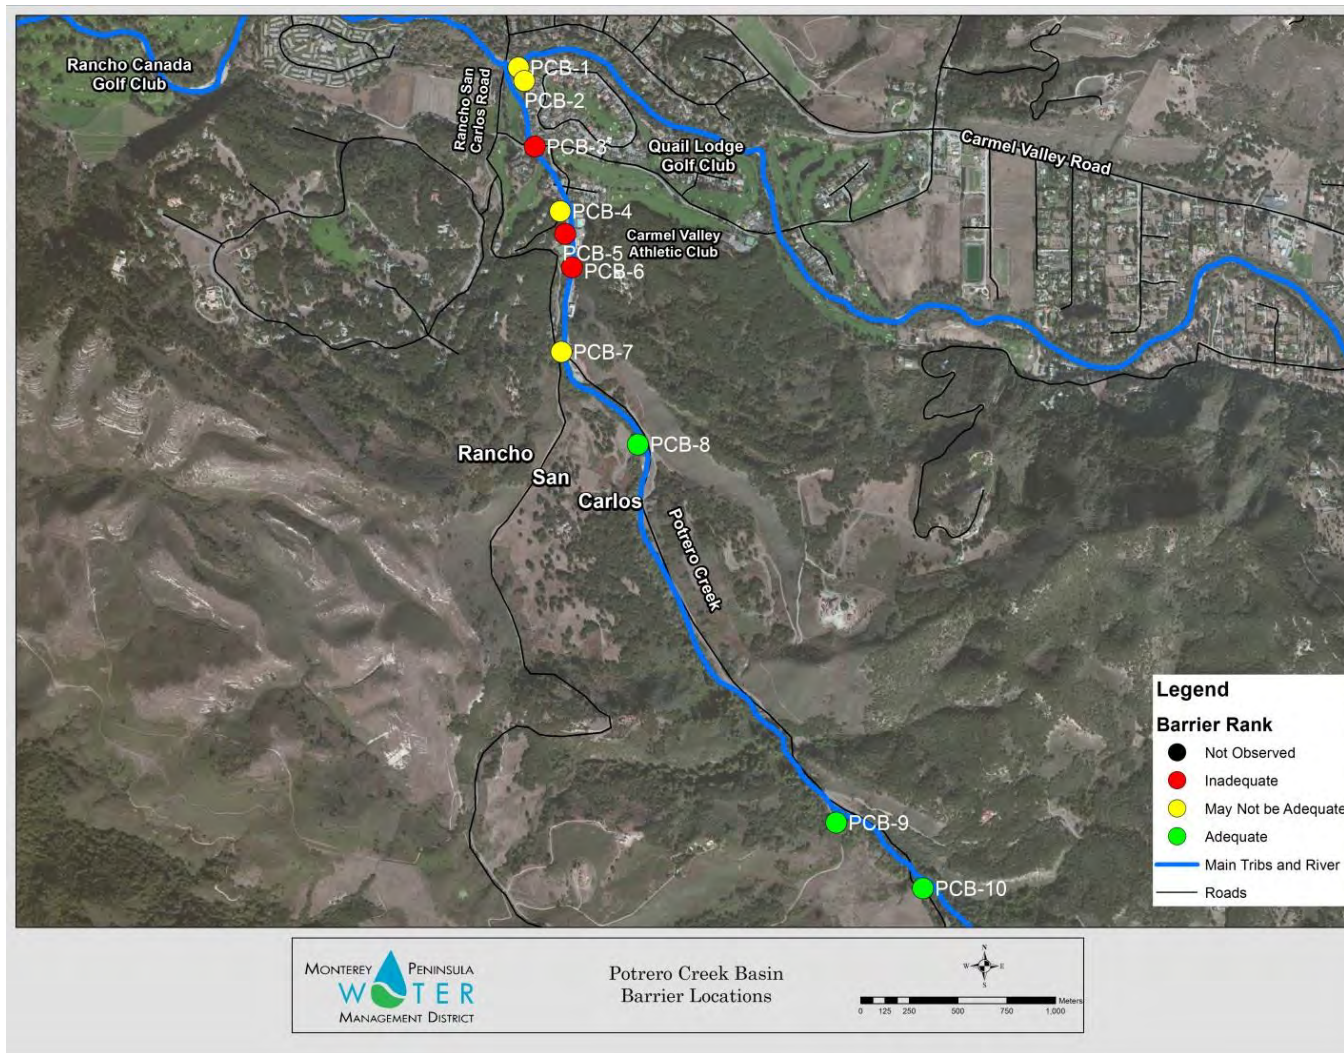 Rancho Canada
Golf Club
Rancho San
Carlos Road
PCB-1
PCB-2
PCB-3
Quail Lodge
Golf Club
Carmel Valley Road
PCB-4
Carmel Valley
Athletic Club
PCB-5
PCB-6
PCB-7
PCB-8
Rancho
San
Carlos
Potrero Creek
PCB-9
PCB-10
Legend
Barrier Rank
Not Observed
Inadequate
May Not be Adequate
Adequate
Main Tribs and River
Roads
MONTEREY PENINSULA
WATER
MANAGEMENT DISTRICT
Potrero Creek Basin
Barrier Locations
N
W E
S
Meters
0 125 250 500 750 1,000